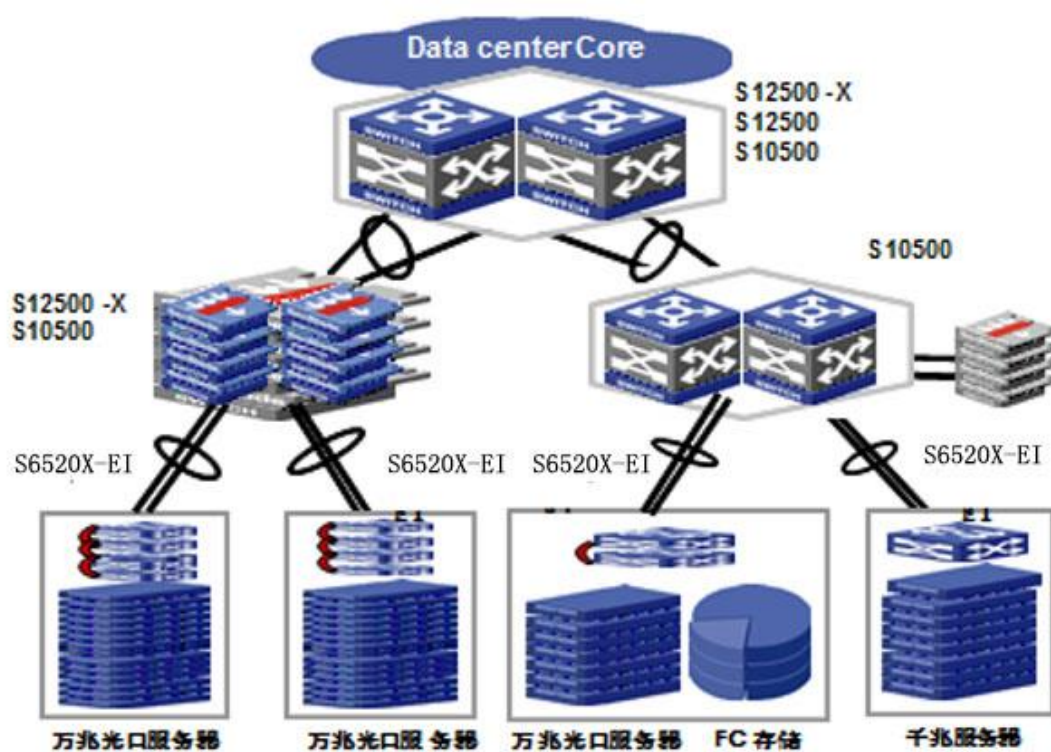 Data center Core
S12500 -X
S12500
S10500
S10500
S12500 -X
S10500
S6520X-EI
S6520X-EI
S6520X-EI
S6520X-EI
EI
EI
万兆光口服务器
万兆光口服务器
万兆光口服务器
FC 存储
千兆服务器